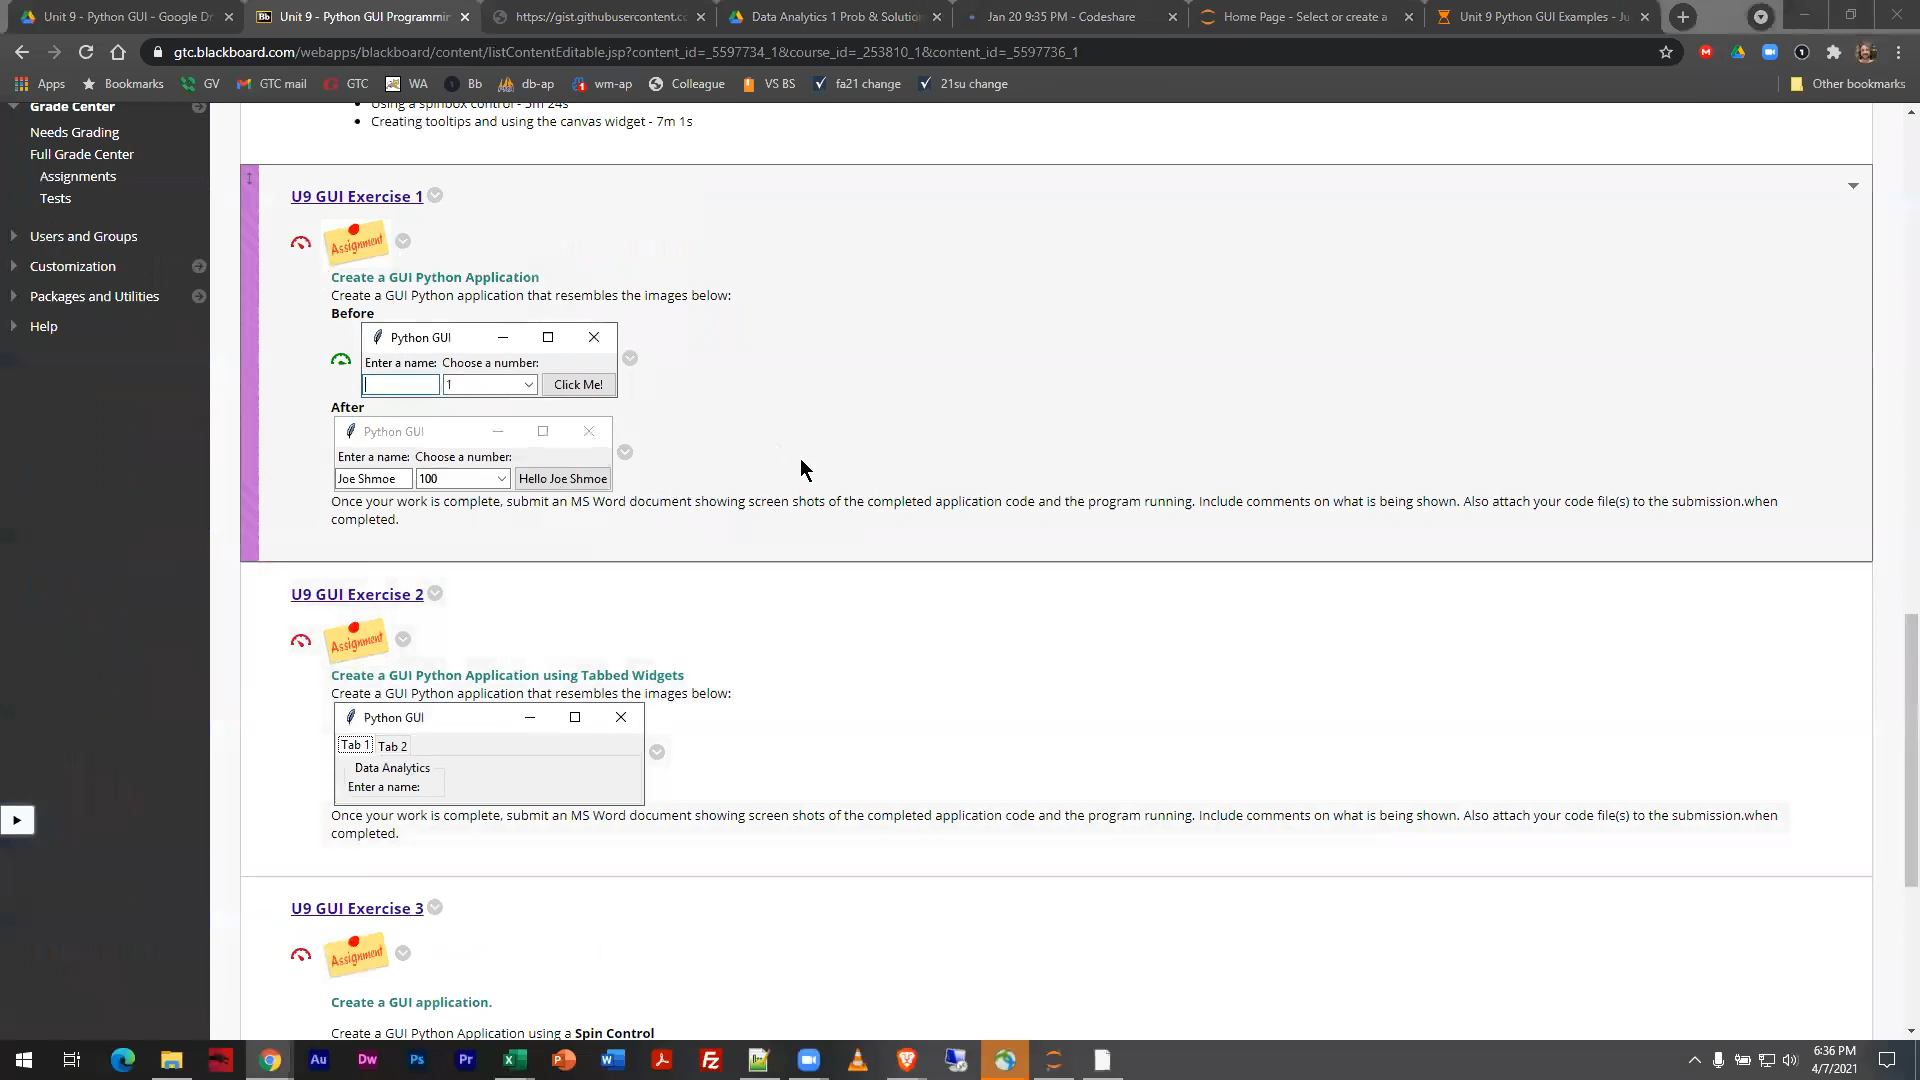 Unit 9 - Python GUI - Google Dr
Unit 9 - Python GUI Programmin
https://gist.githubusercontent.cc
Data Analytics 1 Prob & Solution
Jan 20 9:35 PM - Codeshare
Home Page - Select or create a
Unit 9 Python GUI Examples - Ju
gtc.blackboard.com/webapps/blackboard/content/listContentEditable.jsp?content_id=_5597734_1&course_id=_253810_1&content_id=_5597736_1
Apps
Bookmarks
GV
GTC mail
GTC
WA
Bb
db-ap
wm-ap
Colleague
VS BS
fa21 change
21su change
Other bookmarks
Grade Center
Needs Grading
Full Grade Center
Assignments
Tests
Users and Groups
Customization
Packages and Utilities
Help
Using a spinbox control - 5m 24s
Creating tooltips and using the canvas widget - 7m 1s
U9 GUI Exercise 1
Assignment
Create a GUI Python Application
Create a GUI Python application that resembles the images below:
Before
Python GUI
Enter a name: Choose a number:
1 Click Me!
After
Python GUI
Enter a name: Choose a number:
Joe Shmoe 100 Hello Joe Shmoe
Once your work is complete, submit an MS Word document showing screen shots of the completed application code and the program running. Include comments on what is being shown. Also attach your code file(s) to the submission.when
completed.
U9 GUI Exercise 2
Assignment
Create a GUI Python Application using Tabbed Widgets
Create a GUI Python application that resembles the images below:
Python GUI
Tab 1 Tab 2
Data Analytics
Enter a name:
Once your work is complete, submit an MS Word document showing screen shots of the completed application code and the program running. Include comments on what is being shown. Also attach your code file(s) to the submission.when
completed.
U9 GUI Exercise 3
Assignment
Create a GUI application.
Create a GUI Python Application using a Spin Control
6:36 PM
4/7/2021